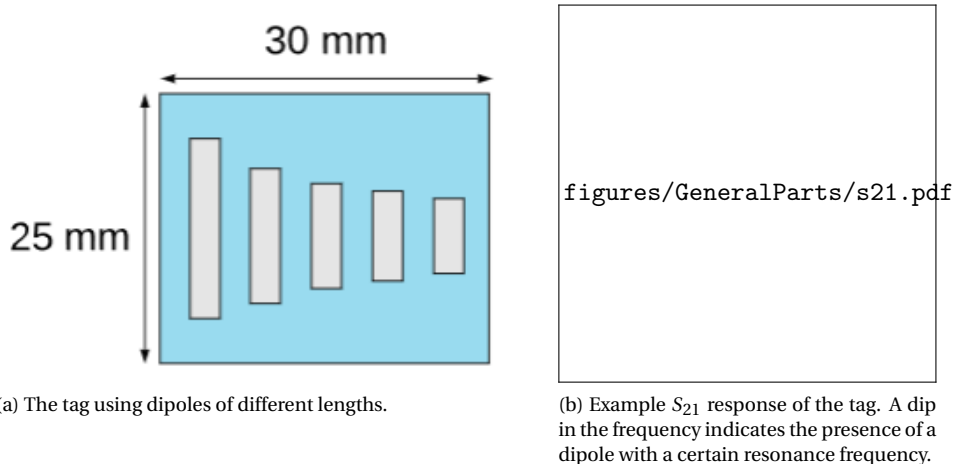 30 mm
25 mm
figures/GeneralParts/s21.pdf
a) The tag using dipoles of different lengths.
(b) Example S21 response of the tag. A dip
in the frequency indicates the presence of a
dipole with a certain resonance frequency.